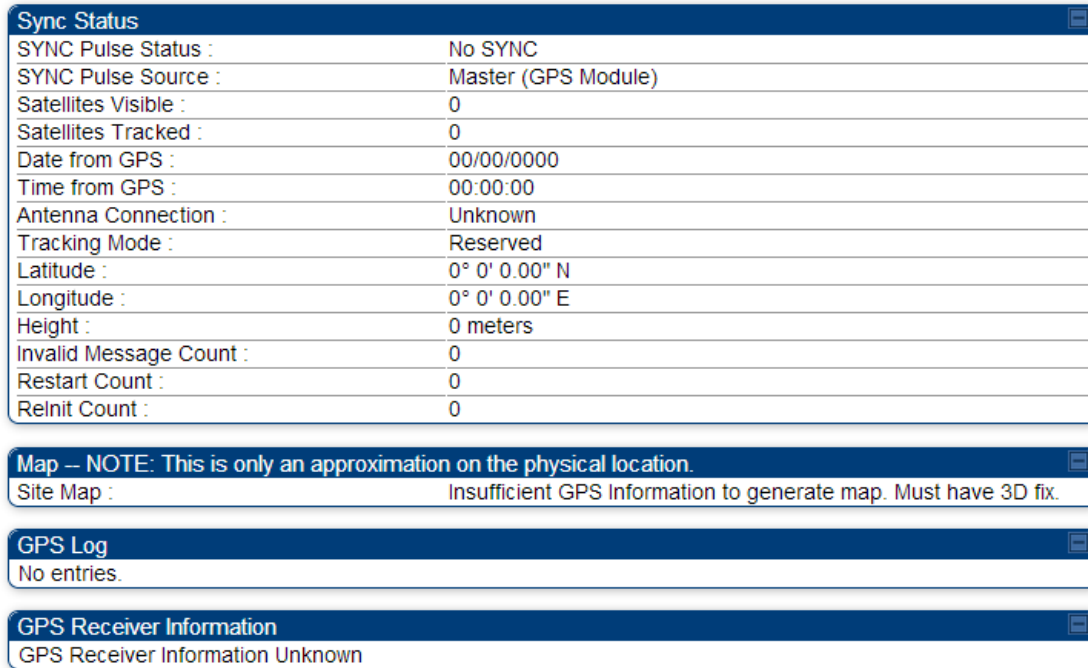 Sync Status
SYNC Pulse Status : No SYNC
SYNC Pulse Source : Master (GPS Module)
Satellites Visible : 0
Satellites Tracked : 0
Date from GPS : 00/00/0000
Time from GPS : 00:00:00
Antenna Connection : Unknown
Tracking Mode : Reserved
Latitude : 0° 0' 0.00" N
Longitude : 0° 0' 0.00" E
Height : 0 meters
Invalid Message Count : 0
Restart Count : 0
ReInit Count : 0
Map -- NOTE: This is only an approximation on the physical location.
Site Map : Insufficient GPS Information to generate map. Must have 3D fix.
GPS Log
No entries.
GPS Receiver Information
GPS Receiver Information Unknown